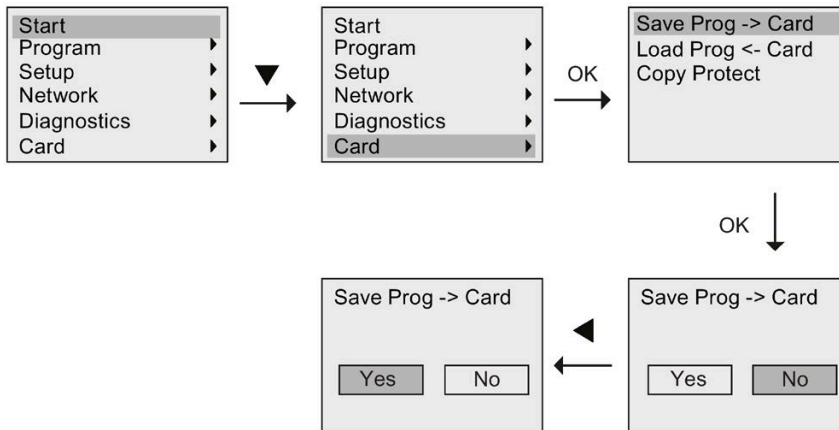 Start
Program
Setup
Network
Diagnostics
Card
Start
Program
Setup
Network
Diagnostics
Card
OK
Save Prog -> Card
Load Prog <- Card
Copy Protect
OK
Save Prog -> Card
Yes No
Save Prog -> Card
Yes No